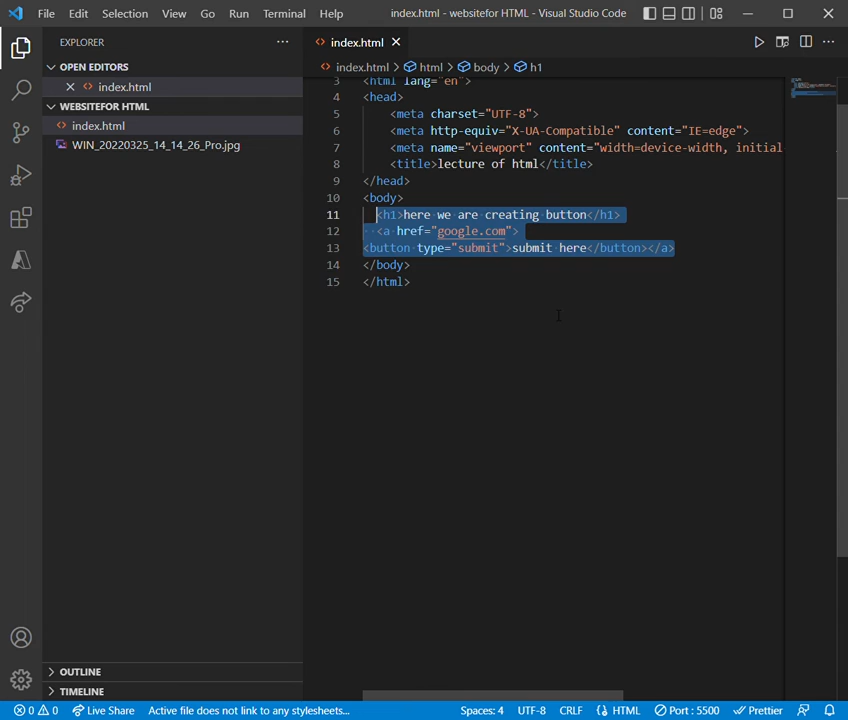 File Edit Selection View Go Run Terminal Help index.html - websitefor HTML - Visual Studio Code
EXPLORER
index.html
OPEN EDITORS
index.html > html > body > h1
index.html
WEBSITEFOR HTML
index.html
WIN_20220325_14_14_26_Pro.jpg
3 <html lang="en">
4 <head>
5 <meta charset="UTF-8">
6 <meta http-equiv="X-UA-Compatible" content="IE=edge">
7 <meta name="viewport" content="width=device-width, initial
8 <title>lecture of html</title>
9 </head>
10 <body>
11 <h1>here we are creating button</h1>
12 <a href="google.com">
13 <button type="submit">submit here</button></a>
14 </body>
15 </html>
OUTLINE
TIMELINE
0 0 Live Share Active file does not link to any stylesheets... Spaces: 4 UTF-8 CRLF HTML Port : 5500 Prettier